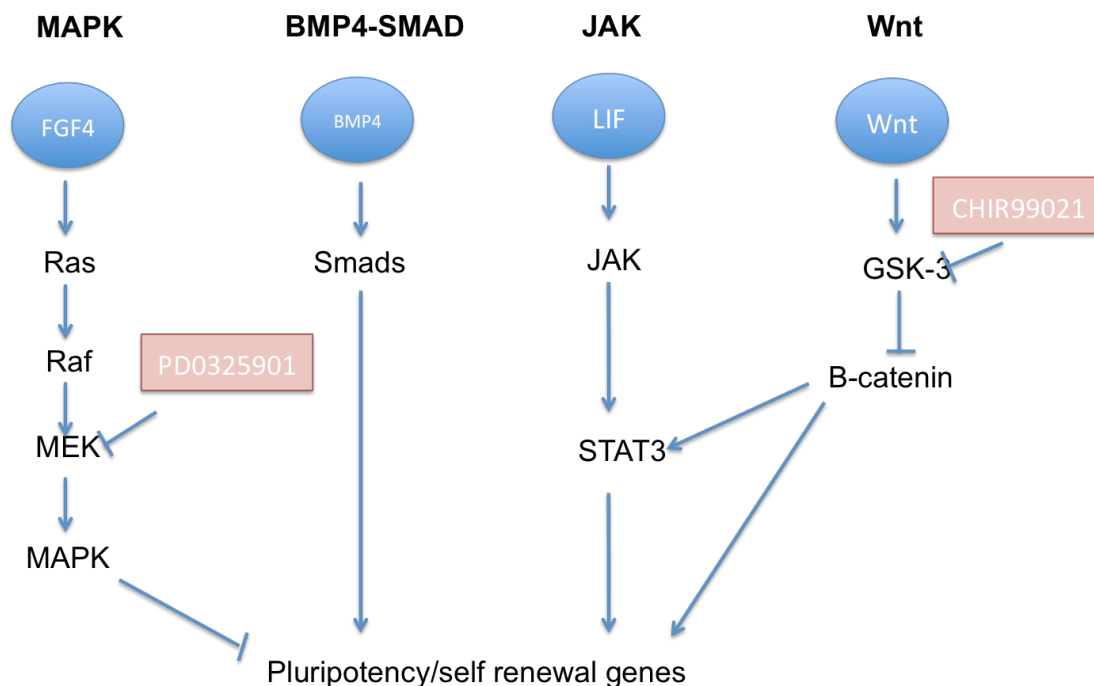 MAPK
BMP4-SMAD
JAK
Wnt
FGF4
BMP4
LIF
Wnt
CHIR99021
Ras
Smads
JAK
GSK-3
Raf
PD0325901
B-catenin
MEK
STAT3
MAPK
Pluripotency/self renewal genes